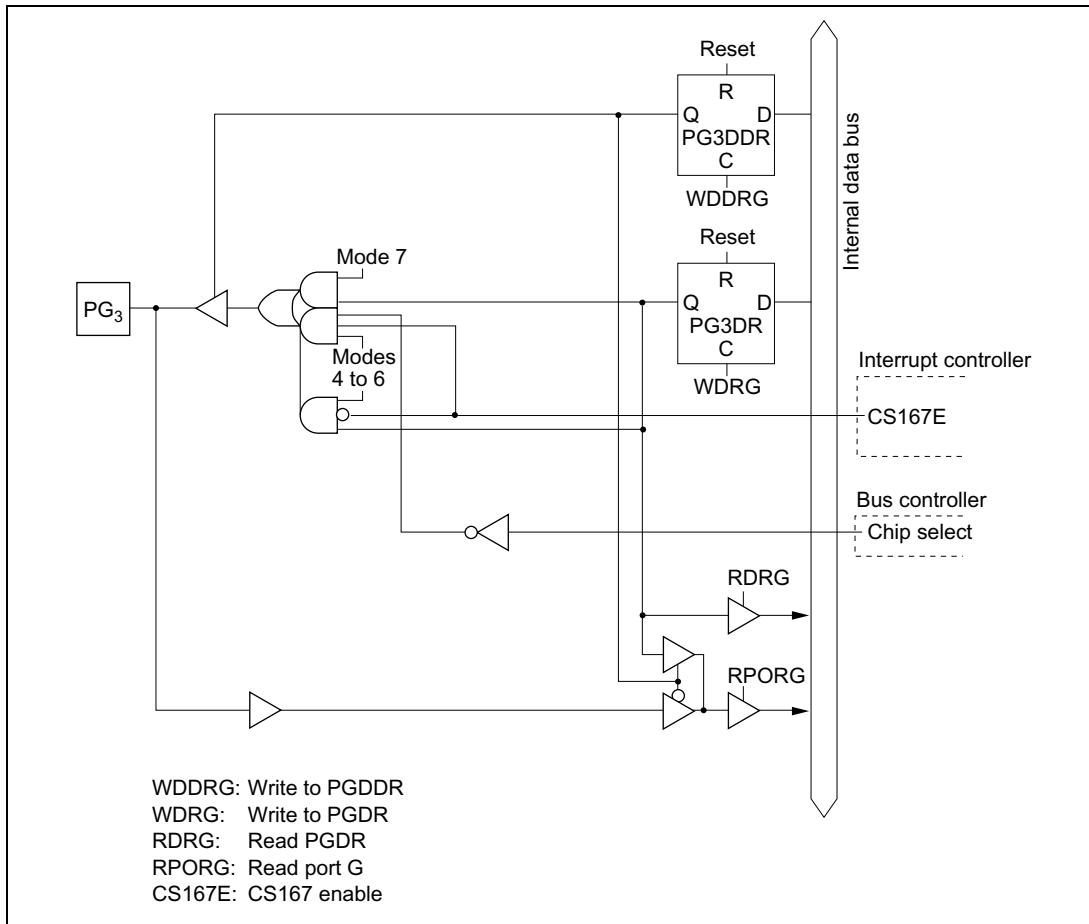 Reset
R
Q D
PG3DDR
C
WDDRG
Internal data bus
Reset
Mode 7
R
Q D
PG3DR
C
WDRG
PG3
Modes
4 to 6
Interrupt controller
CS167E
Bus controller
Chip select
RDRG
RPORG
WDDRG: Write to PGDDR
WDRG: Write to PGDR
RDRG: Read PGDR
RPORG: Read port G
CS167E: CS167 enable